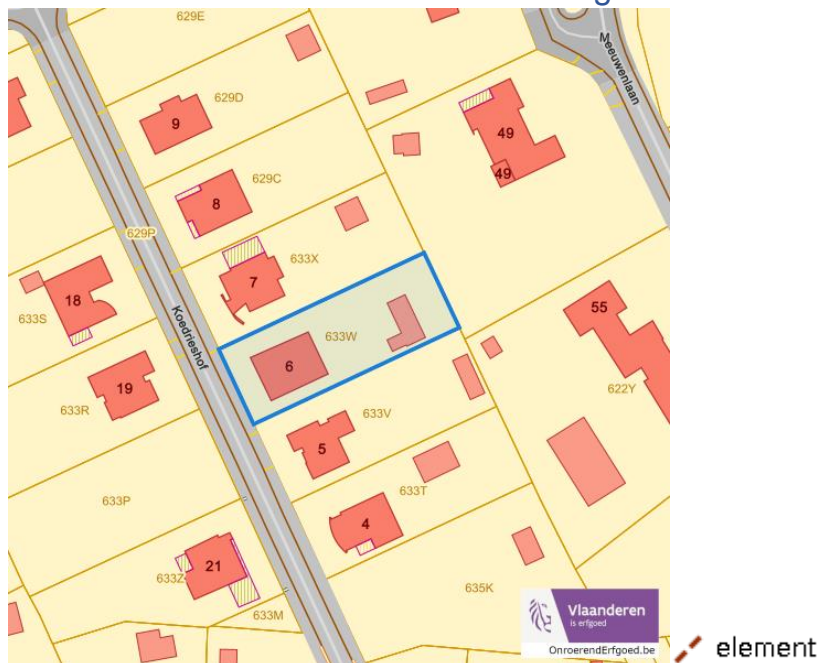 629E
Meeuwenlaan
629D
9
49
49
629C
8
629P
633X
7
18
633S
Koedrieshof
633W
6
55
19
633R
633V
5
622Y
633P
633T
4
21
633Z
635K
633M
Vlaanderen
is erfgoed
OnroerendErfgoed.be
element